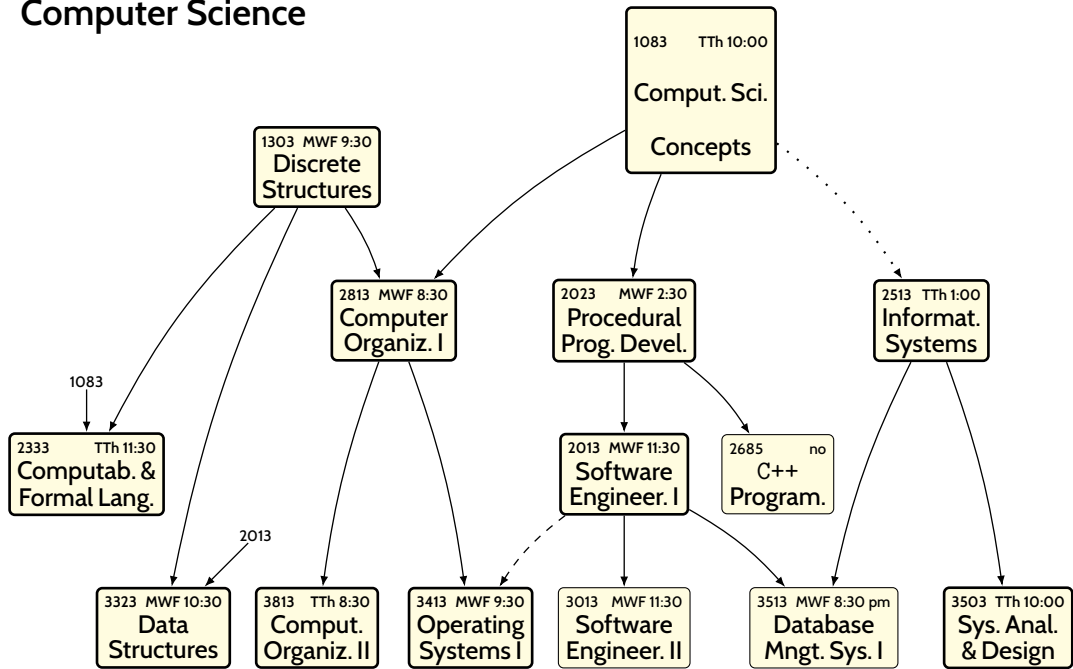 Computer Science
1083 TTh 10:00
Comput. Sci.
Concepts
1303 MWF 9:30
Discrete
Structures
2813 MWF 8:30
Computer
Organiz. I
2023 MWF 2:30
Procedural
Prog. Devel.
2513 TTh 1:00
Informat.
Systems
1083
2333 TTh 11:30
Computab. &
Formal Lang.
2013 MWF 11:30
Software
Engineer. I
2685 no
C++
Program.
2013
3323 MWF 10:30
Data
Structures
3813 TTh 8:30
Comput.
Organiz. II
3413 MWF 9:30
Operating
Systems I
3013 MWF 11:30
Software
Engineer. II
3513 MWF 8:30 pm
Database
Mngt. Sys. I
3503 TTh 10:00
Sys. Anal.
& Design